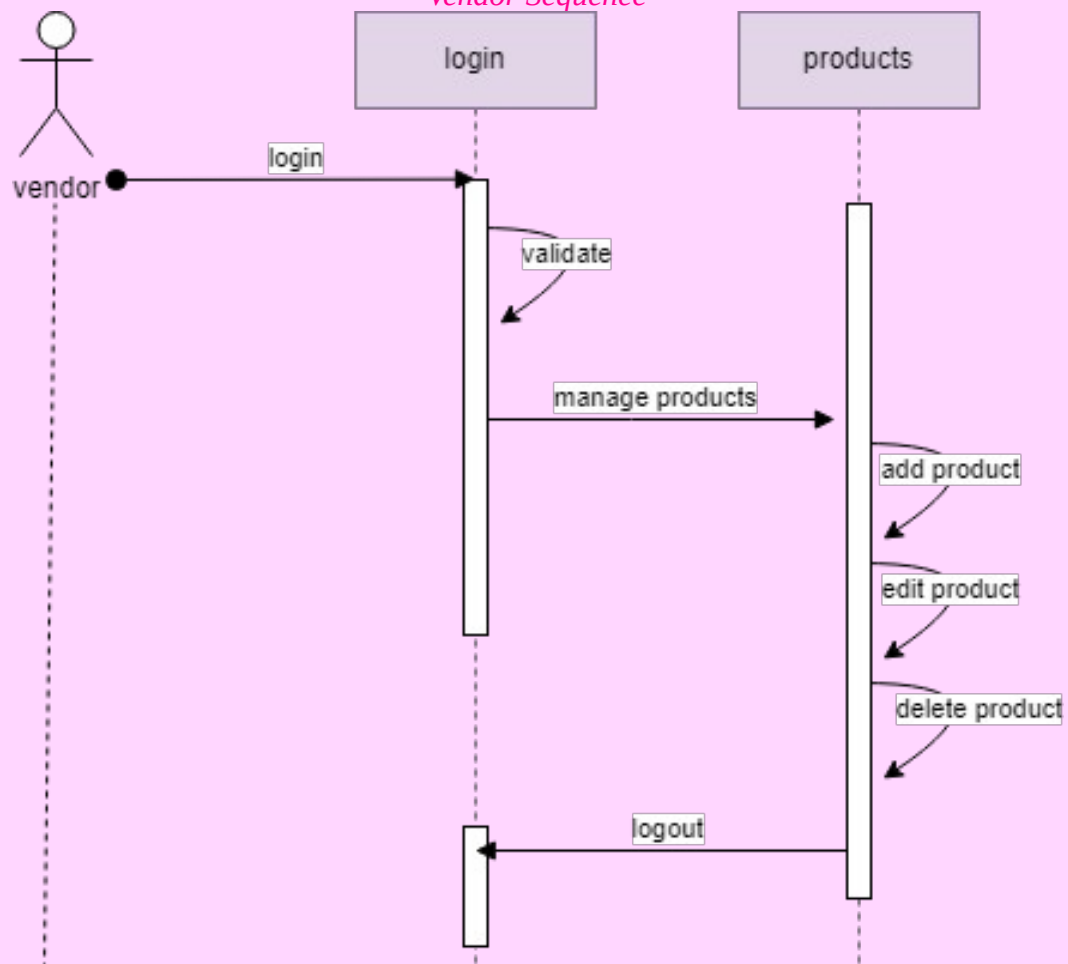 Vendor Sequence
login
products
login
vendor
validate
manage products
add product
edit product
delete product
logout